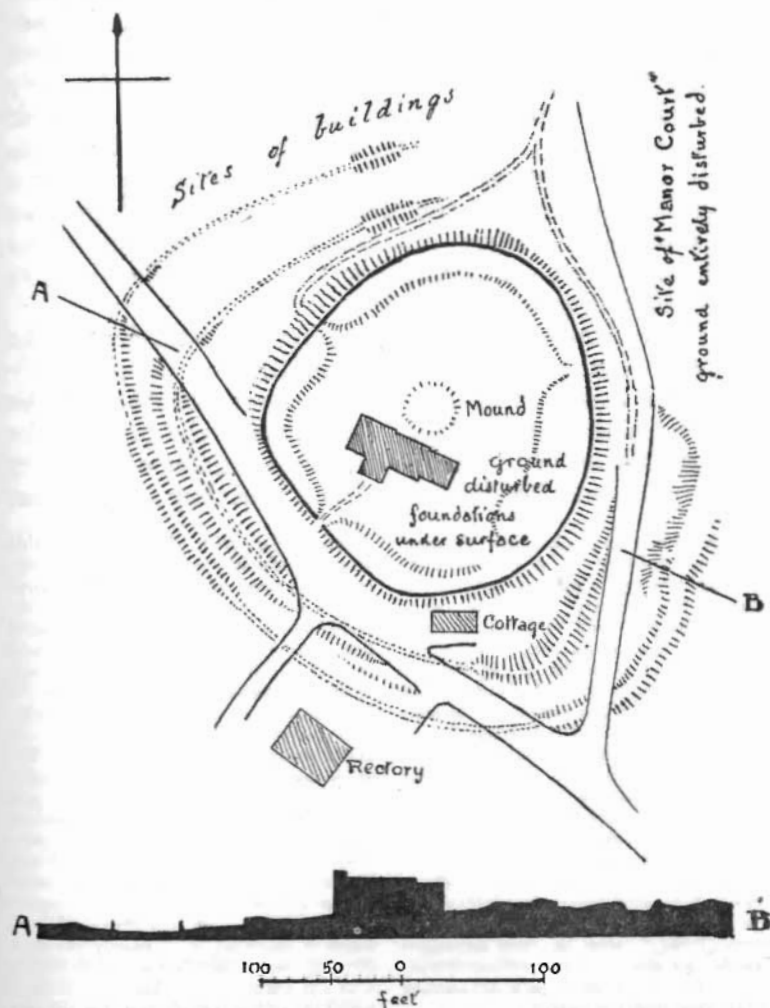 Sites of buildings
Site of "Manor Court"
ground entirely disturbed.
A
Mound
ground
disturbed
foundations
under surface
B
Cottage
Rectory
A
B
100 50 0 100
feet